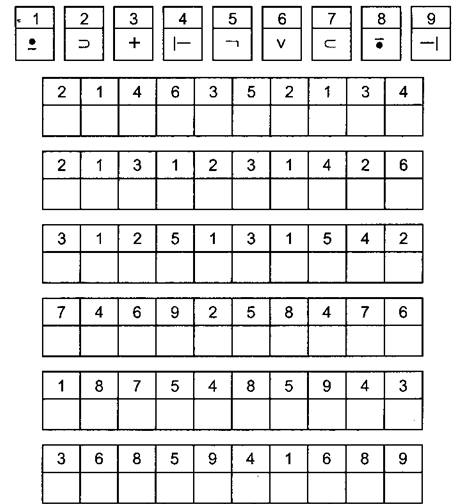 1 2 3 4 5 6 7 8 9
⨪ ⊃ + |— ¬ v ⊂ •̅ —|
2 1 4 6 3 5 2 1 3 4
2 1 3 1 2 3 1 4 2 6
3 1 2 5 1 3 1 5 4 2
7 4 6 9 2 5 8 4 7 6
1 8 7 5 4 8 5 9 4 3
3 6 8 5 9 4 1 6 8 9